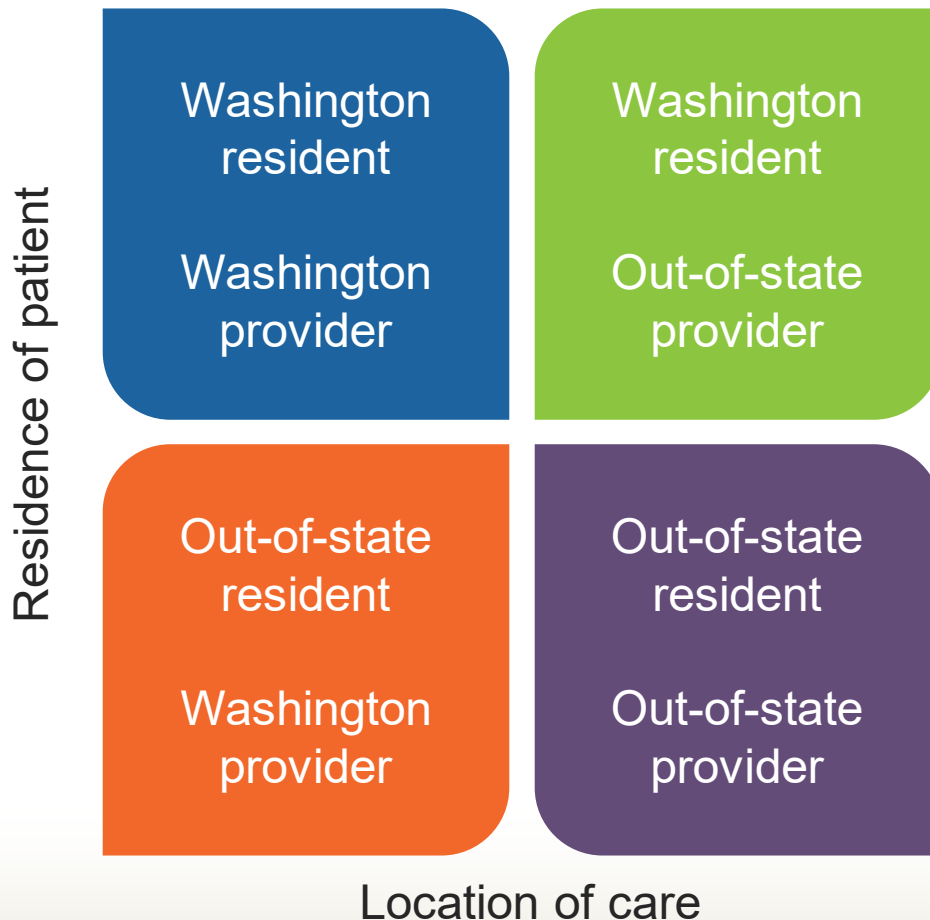 Residence of patient
Washington
resident
Washington
provider
Washington
resident
Out-of-state
provider
Out-of-state
resident
Washington
provider
Out-of-state
resident
Out-of-state
provider
Location of care